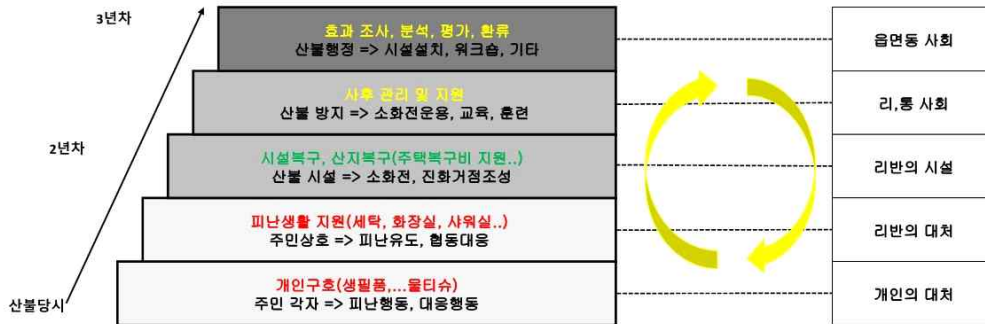 3년차
효과 조사, 분석, 평가, 환류
산불행정 => 시설설치, 워크숍, 기타
읍면동 사회
사후 관리 및 지원
산불 방지 => 소화전운용, 교육, 훈련
리,통 사회
2년차
시설복구, 산지복구(주택복구비 지원..)
산불 시설 => 소화전, 진화거점조성
리반의 시설
피난생활 지원(세탁, 화장실, 샤워실..)
주민상호 => 피난유도, 협동대응
리반의 대처
산불당시
개인구호(생필품,...물티슈)
주민 각자 => 피난행동, 대응행동
개인의 대처